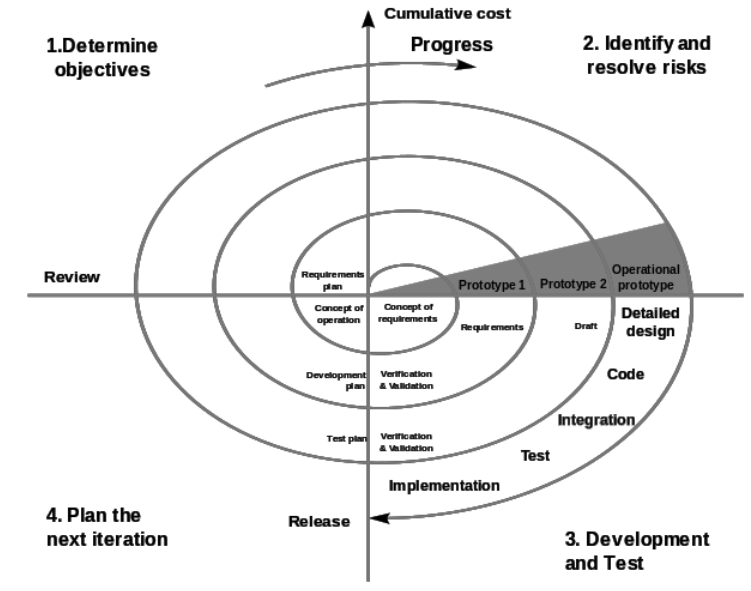 Cumulative cost
Progress
1.Determine
objectives
2. Identify and
resolve risks
Review
Requirements
plan
Concept of
operation
Concept of
requirements
Prototype 1
Prototype 2
Operational
prototype
Requirements
Draft
Detailed
design
Development
plan
Verification
& Validation
Code
Integration
Test plan
Verification
& Validation
Test
Implementation
Release
4. Plan the
next iteration
3. Development
and Test